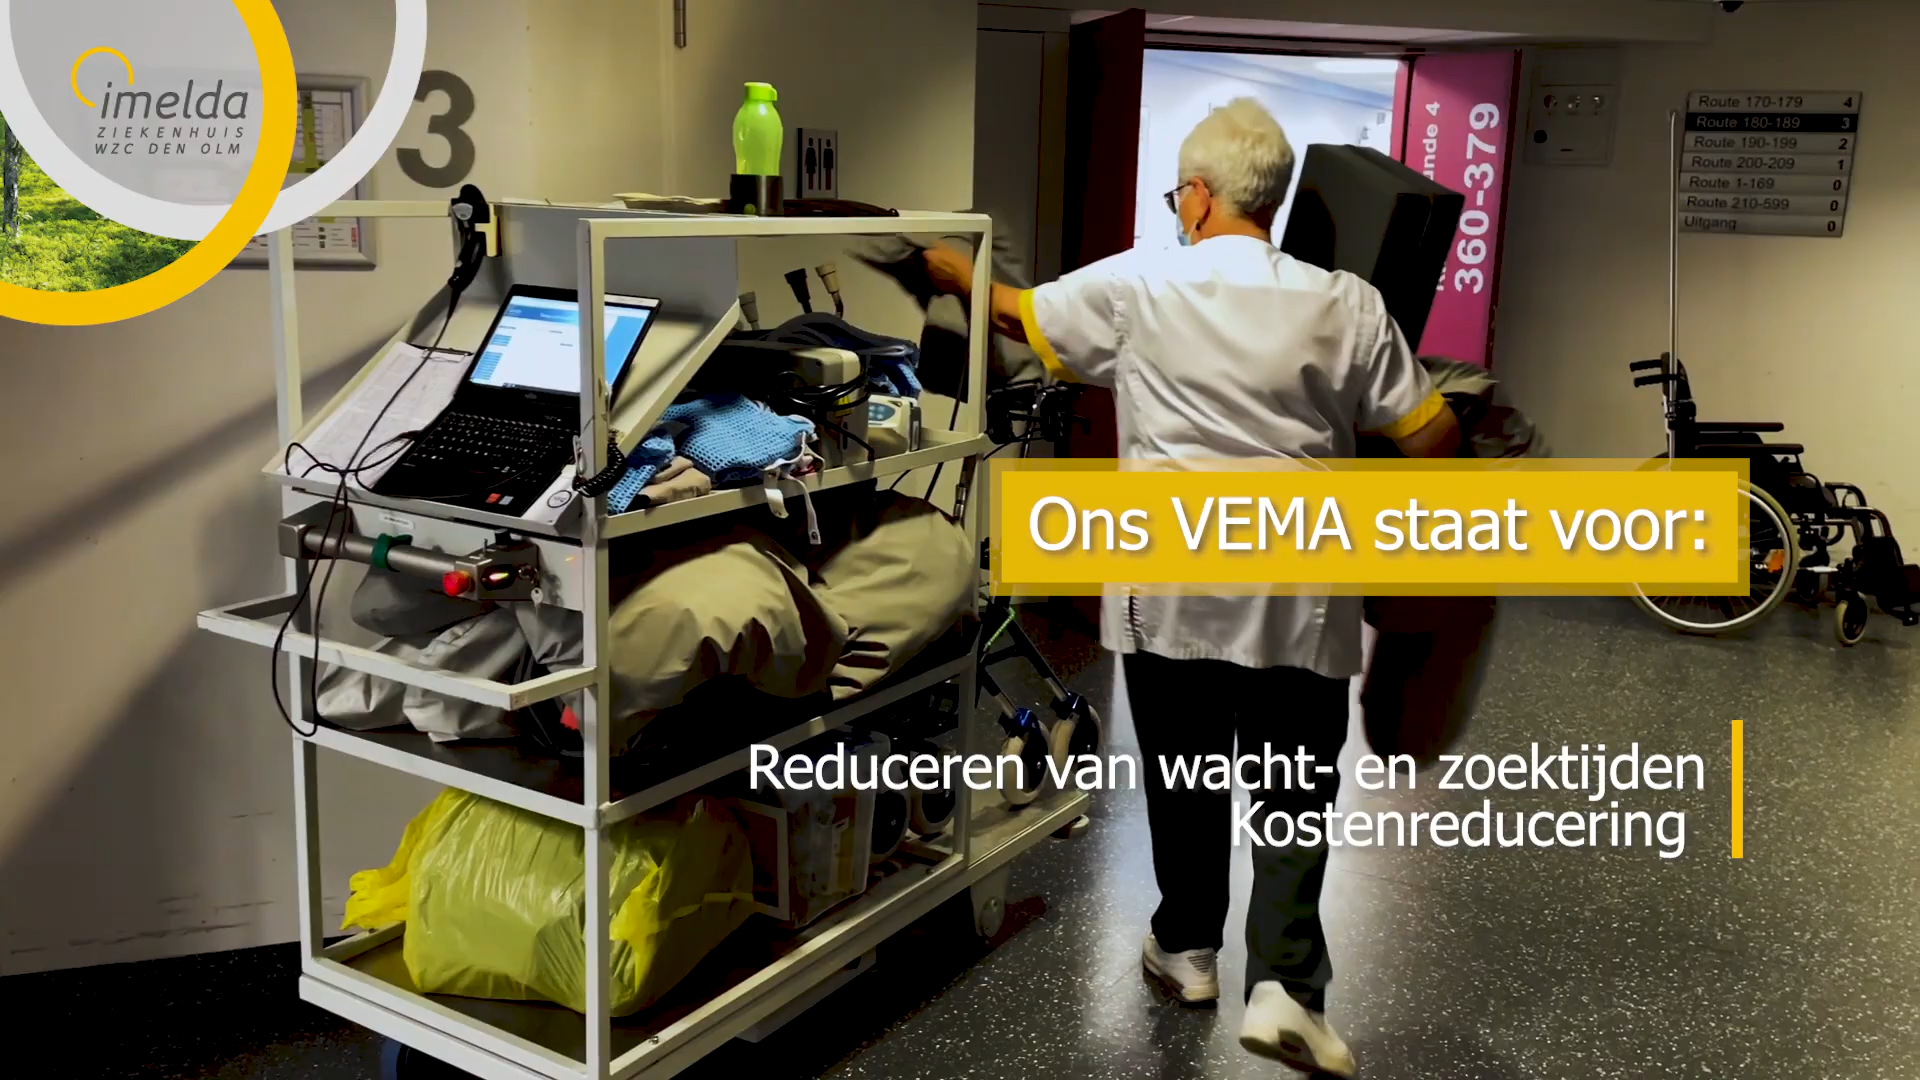 imelda
ZIEKENHUIS
WZC DEN OLM
3
Route 170-179 4
Route 180-189 3
Route 190-199 2
Route 200-209 1
Route 1-169 0
Route 210-599 0
Uitgang 0
unde 4
360-379
Ons VEMA staat voor:
Reduceren van wacht- en zoektijden
Kostenreducering